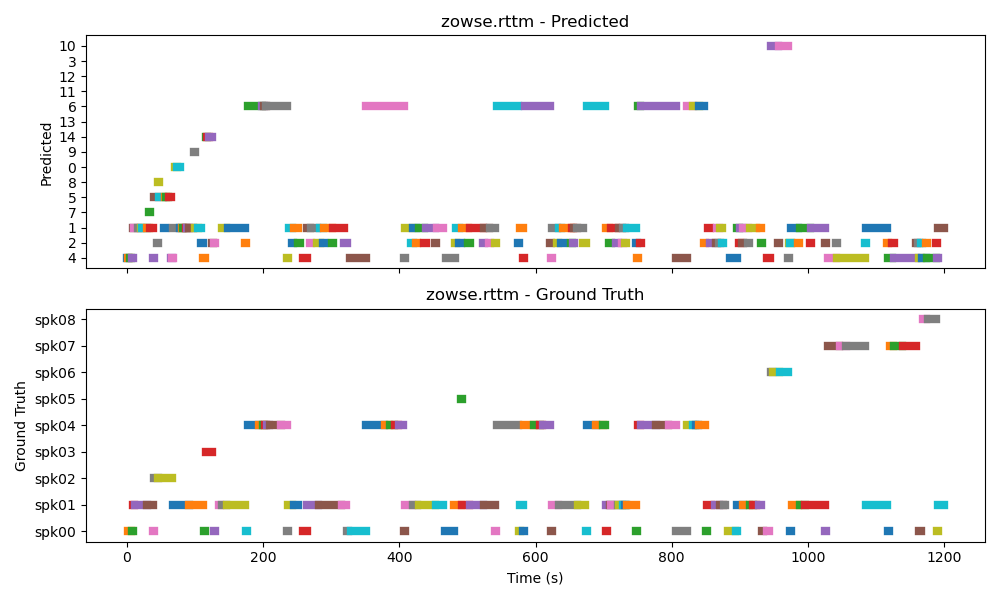 zowse.rttm - Predicted
10
3
12
11
6
13
14
9
0
8
5
7
1
2
4
Predicted
zowse.rttm - Ground Truth
spk08
spk07
spk06
spk05
spk04
spk03
spk02
spk01
spk00
Ground Truth
0 200 400 600 800 1000 1200
Time (s)